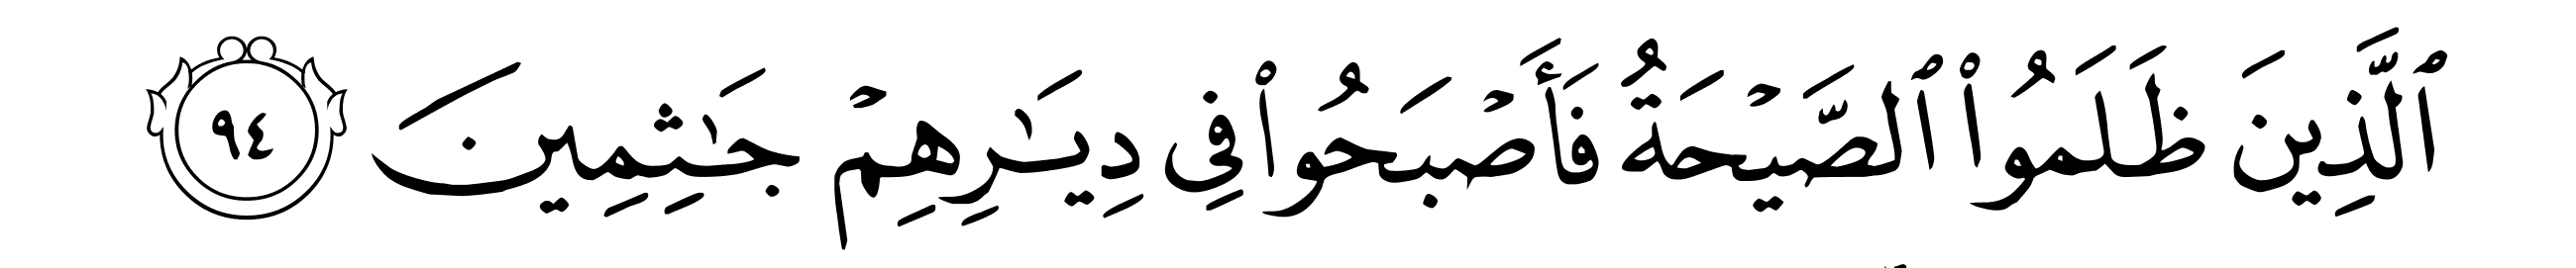 ٱلَّذِينَ ظَلَمُوا۟ ٱلصَّيْحَةُ فَأَصْبَحُوا۟ فِى دِيَـٰرِهِمْ جَـٰثِمِينَ ٩٤